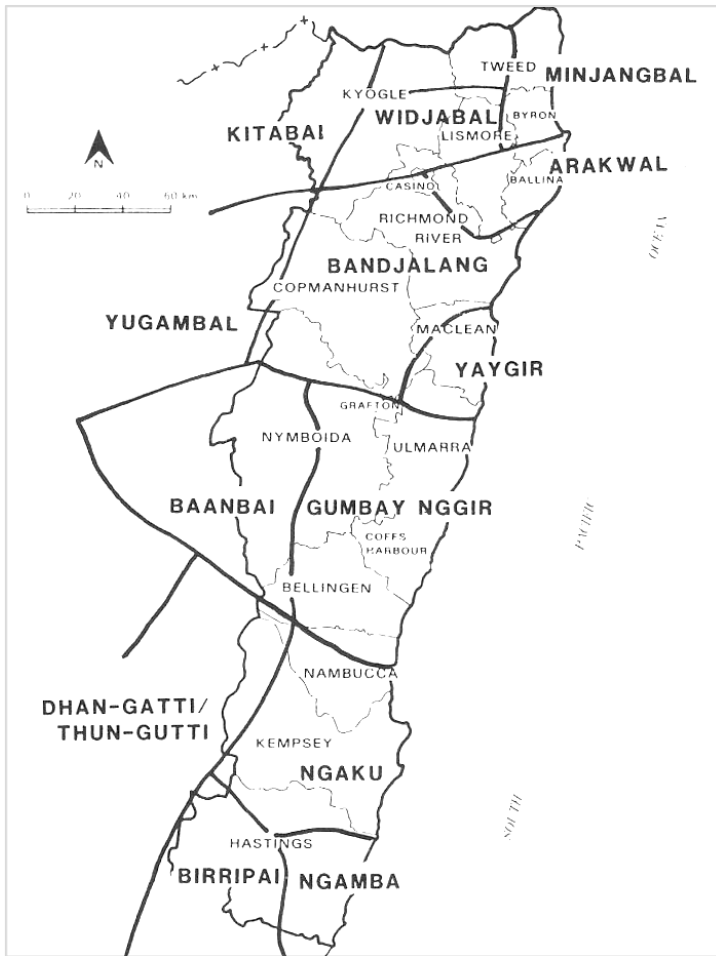 TWEED
MINJANGBAL
KYOGLE
WIDJABAL
BYRON
KITABAI
LISMORE
N
ARAKWAL
CASINO
BALLINA
0 20 40 60 km.
RICHMOND
RIVER
OCEAN
BANDJALANG
COPMANHURST
YUGAMBAL
MACLEAN
YAYGIR
GRAFTON
NYMBOIDA
ULMARRA
BAANBAI
GUMBAY NGGIR
PACIFIC
COFFS
HARBOUR
BELLINGEN
NAMBUCCA
DHAN-GATTI/
THUN-GUTTI
KEMPSEY
NGAKU
SOUTH
HASTINGS
BIRRIPAI
NGAMBA